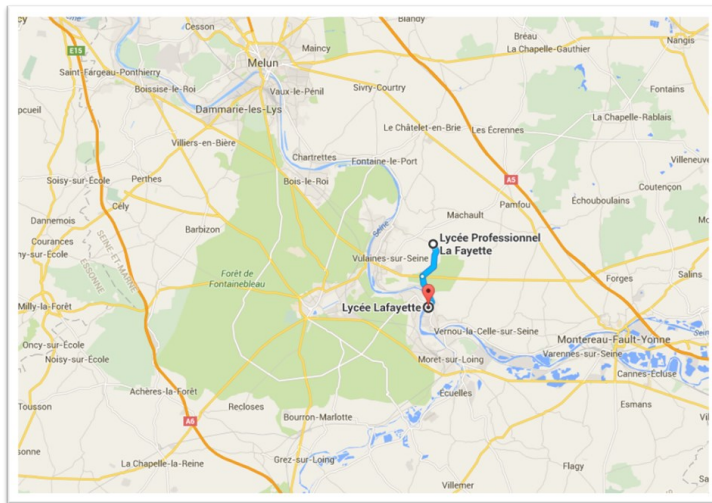 Cesson
Blandy
Bréau
Nangis
E15
Maincy
La Chapelle-Gauthier
Melun
Saint-Fargeau-Ponthierry
Boissise-le-Roi
Vaux-le-Pénil
Sivry-Courtry
Fontains
Dammarie-les-Lys
La Chapelle-Rablais
Le Châtelet-en-Brie
Les Écrennes
Villiers-en-Bière
Chartrettes
Fontaine-le-Port
Villeneuve
Soisy-sur-École
Perthes
Bois-le-Roi
A5
Coutençon
Cély
Échouboulains
Pamfou
Dannemois
Machault
Barbizon
Seine
Courances
SEINE-ET-MARNE
ESSONNE
Lycée Professionnel
La Fayette
Vulaines-sur-Seine
Forêt de
Fontainebleau
Forges
Salins
Milly-la-Forêt
Lycée Lafayette
Vernou-la-Celle-sur-Seine
Montereau-Fault-Yonne
Oncy-sur-École
Noisy-sur-École
Moret-sur-Loing
Varennes-sur-Seine
Cannes-Écluse
Achères-la-Forêt
Écuelles
Tousson
Recloses
Esmans
A6
Bourron-Marlotte
La Chapelle-la-Reine
Grez-sur-Loing
Flagy
Villemer